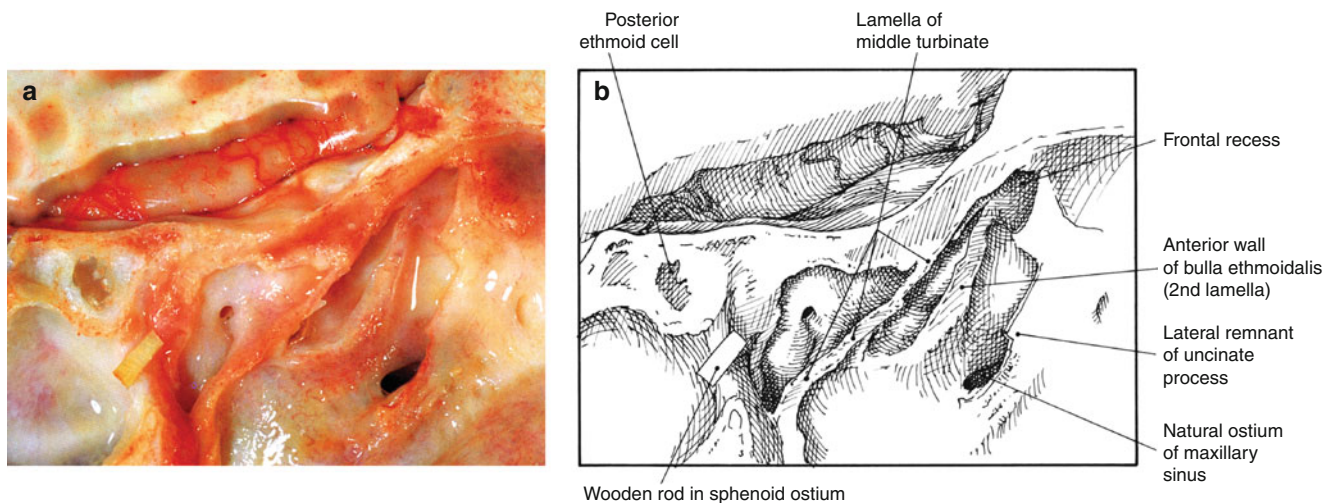 a
b
Posterior
ethmoid cell
Lamella of
middle turbinate
Frontal recess
Anterior wall
of bulla ethmoidalis
(2nd lamella)
Lateral remnant
of uncinate
process
Natural ostium
of maxillary
sinus
Wooden rod in sphenoid ostium